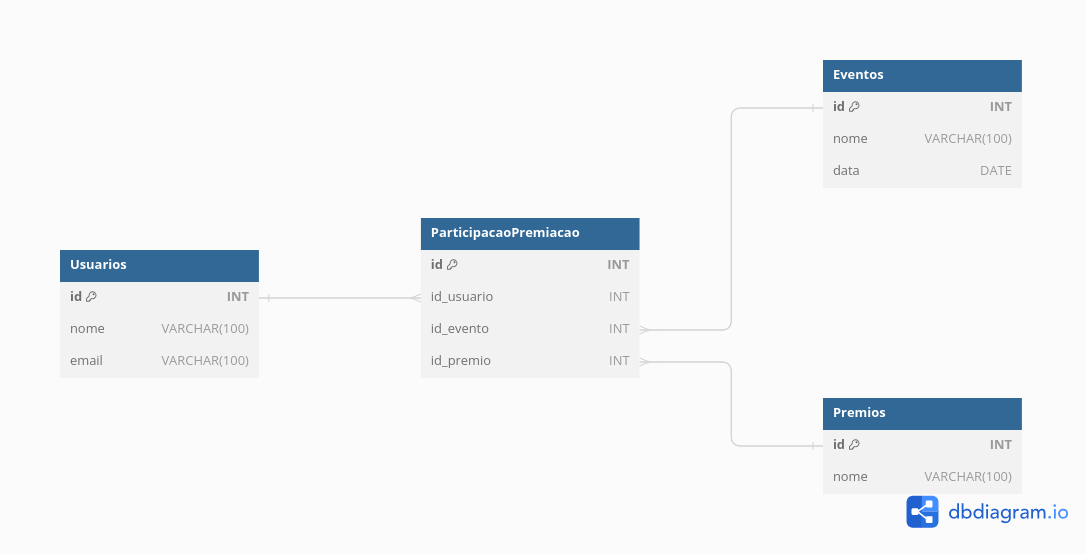 Usuarios
id INT
nome VARCHAR(100)
email VARCHAR(100)
ParticipacaoPremiacao
id INT
id_usuario INT
id_evento INT
id_premio INT
Eventos
id INT
nome VARCHAR(100)
data DATE
Premios
id INT
nome VARCHAR(100)
dbdiagram.io